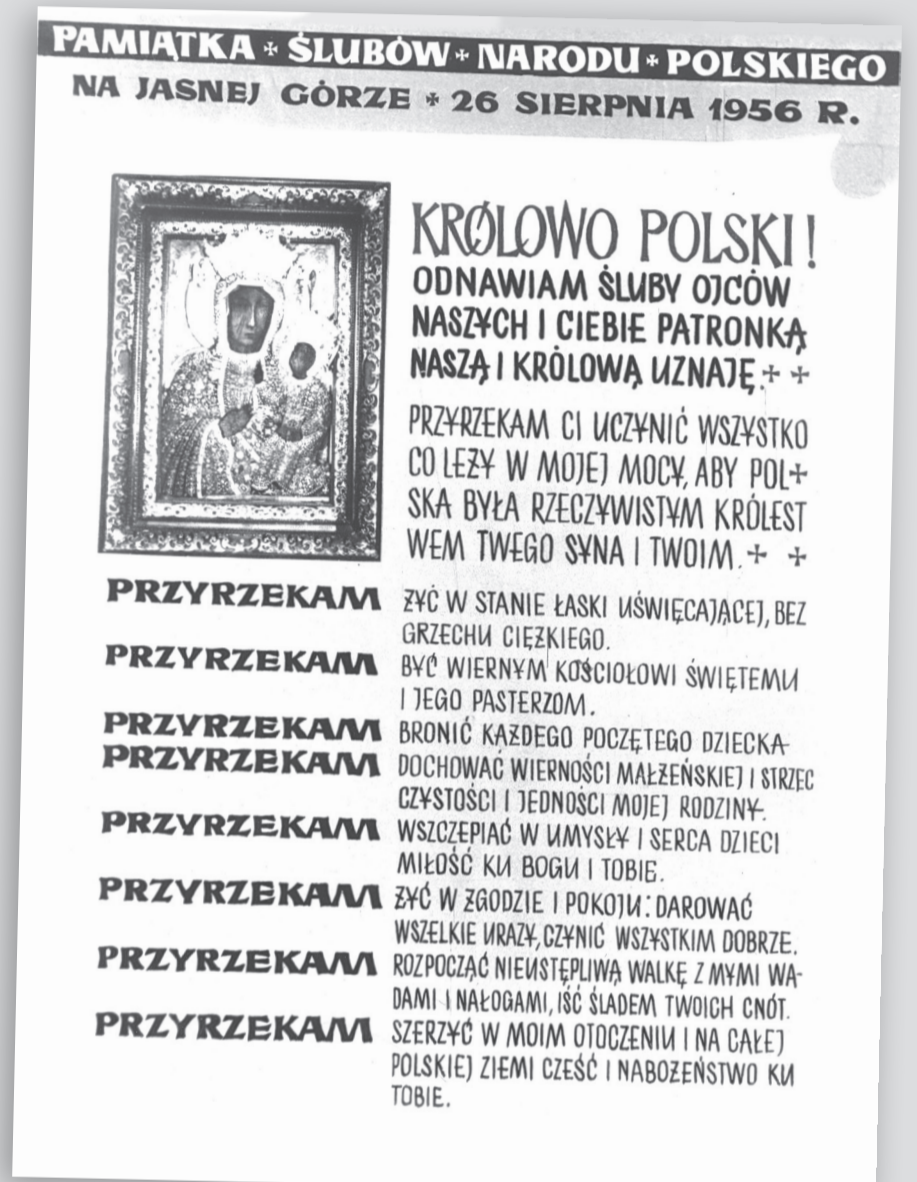 PAMIĄTKA + ŚLUBÓW + NARODU + POLSKIEGO
NA JASNEJ GÓRZE + 26 SIERPNIA 1956 R.
KRÓLOWO POLSKI!
ODNAWIAM ŚLUBY OJCÓW
NASZYCH I CIEBIE PATRONKĄ
NASZĄ I KRÓLOWĄ UZNAJĘ.+ +
PRZYRZEKAM CI UCZYNIĆ WSZYSTKO
CO LEŻY W MOJEJ MOCY, ABY POL+
SKA BYŁA RZECZYWISTYM KRÓLEST
WEM TWEGO SYNA I TWOIM.+ +
PRZYRZEKAM ŻYĆ W STANIE ŁASKI UŚWIĘCAJĄCEJ, BEZ
GRZECHU CIĘŻKIEGO.
PRZYRZEKAM BYĆ WIERNYM KOŚCIOŁOWI ŚWIĘTEMU
I JEGO PASTERZOM.
PRZYRZEKAM BRONIĆ KĄŻDEGO POCZĘTEGO DZIECKA
PRZYRZEKAM DOCHOWAĆ WIERNOŚCI MAŁŻEŃSKIEJ I STRZEC
CZYSTOŚCI I JEDNOŚCI MOJEJ RODZINY.
PRZYRZEKAM WSZCZEPIAĆ W UMYSŁY I SERCA DZIECI
MIŁOŚĆ KU BOGU I TOBIE.
PRZYRZEKAM ŻYĆ W ZGODZIE I POKOJU: DAROWAĆ
WSZELKIE URAZY, CZYNIĆ WSZYSTKIM DOBRZE.
PRZYRZEKAM ROZPOCZĄĆ NIEUSTĘPLIWĄ WALKĘ Z MYMI WA-
DAMI I NAŁOGAMI, IŚĆ ŚLADEM TWOICH CNÓT.
PRZYRZEKAM SZERZYĆ W MOIM OTOCZENIU I NA CAŁEJ
POLSKIEJ ZIEMI CZEŚĆ I NABOŻEŃSTWO KU
TOBIE.